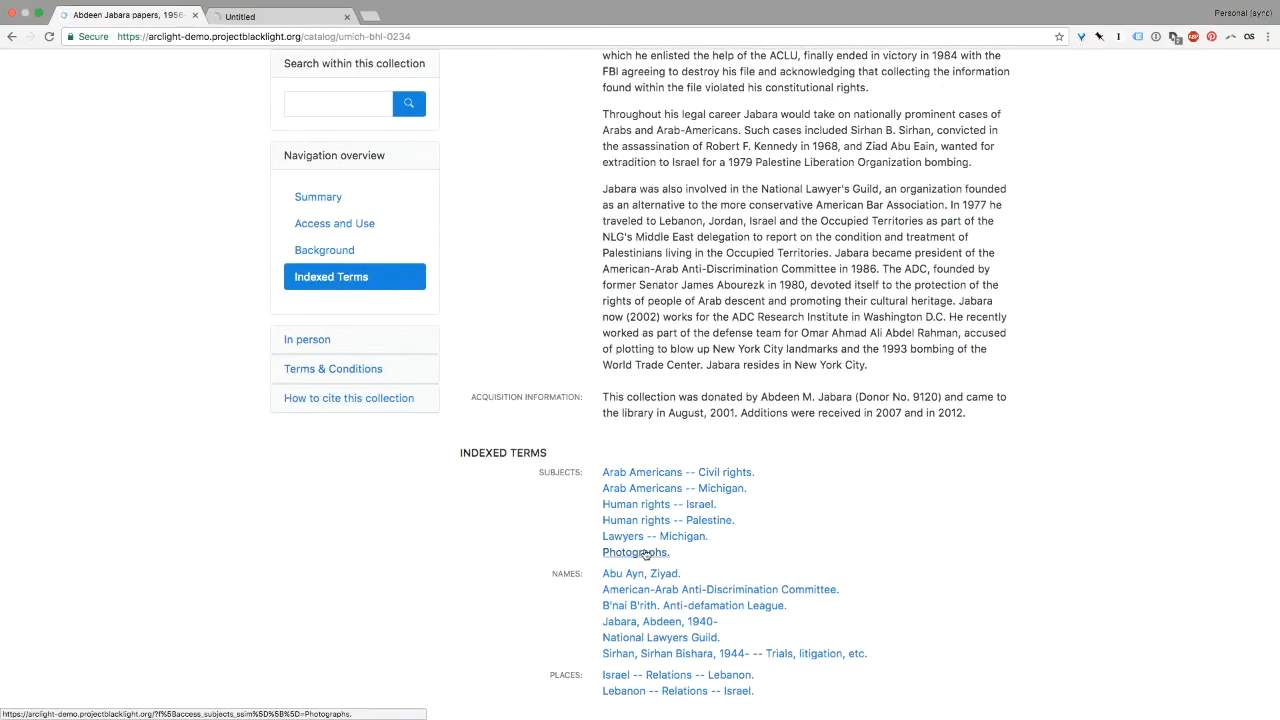 Abdeen Jabara papers, 1956-
Untitled
Personal (sync)
Secure
https://arclight-demo.projectblacklight.org/catalog/umich-bhl-0234
Search within this collection
Navigation overview
Summary
Access and Use
Background
Indexed Terms
In person
Terms & Conditions
How to cite this collection
which he enlisted the help of the ACLU, finally ended in victory in 1984 with the
FBI agreeing to destroy his file and acknowledging that collecting the information
found within the file violated his constitutional rights.
Throughout his legal career Jabara would take on nationally prominent cases of
Arabs and Arab-Americans. Such cases included Sirhan B. Sirhan, convicted in
the assassination of Robert F. Kennedy in 1968, and Ziad Abu Eain, wanted for
extradition to Israel for a 1979 Palestine Liberation Organization bombing.
Jabara was also involved in the National Lawyer's Guild, an organization founded
as an alternative to the more conservative American Bar Association. In 1977 he
traveled to Lebanon, Jordan, Israel and the Occupied Territories as part of the
NLG's Middle East delegation to report on the condition and treatment of
Palestinians living in the Occupied Territories. Jabara became president of the
American-Arab Anti-Discrimination Committee in 1986. The ADC, founded by
former Senator James Abourezk in 1980, devoted itself to the protection of the
rights of people of Arab descent and promoting their cultural heritage. Jabara
now (2002) works for the ADC Research Institute in Washington D.C. He recently
worked as part of the defense team for Omar Ahmad Ali Abdel Rahman, accused
of plotting to blow up New York City landmarks and the 1993 bombing of the
World Trade Center. Jabara resides in New York City.
ACQUISITION INFORMATION:
This collection was donated by Abdeen M. Jabara (Donor No. 9120) and came to
the library in August, 2001. Additions were received in 2007 and in 2012.
INDEXED TERMS
SUBJECTS:
Arab Americans -- Civil rights.
Arab Americans -- Michigan.
Human rights -- Israel.
Human rights -- Palestine.
Lawyers -- Michigan.
Photographs.
NAMES:
Abu Ayn, Ziyad.
American-Arab Anti-Discrimination Committee.
B'nai B'rith. Anti-defamation League.
Jabara, Abdeen, 1940-
National Lawyers Guild.
Sirhan, Sirhan Bishara, 1944- -- Trials, litigation, etc.
PLACES:
Israel -- Relations -- Lebanon.
Lebanon -- Relations -- Israel.
https://arclight-demo.projectblacklight.org/?f%5Baccess_subjects_ssim%5D%5B%5D=Photographs.